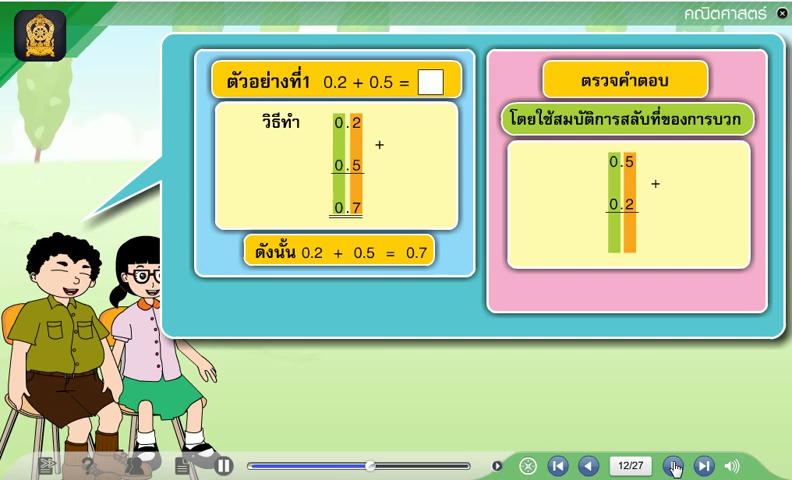 คณิตศาสตร์
ตัวอย่างที่1 0.2 + 0.5 =
วิธีทำ
0.2
+
0.5
0.7
ดังนั้น 0.2 + 0.5 = 0.7
ตรวจคำตอบ
โดยใช้สมบัติการสลับที่ของการบวก
0.5
+
0.2
12/27